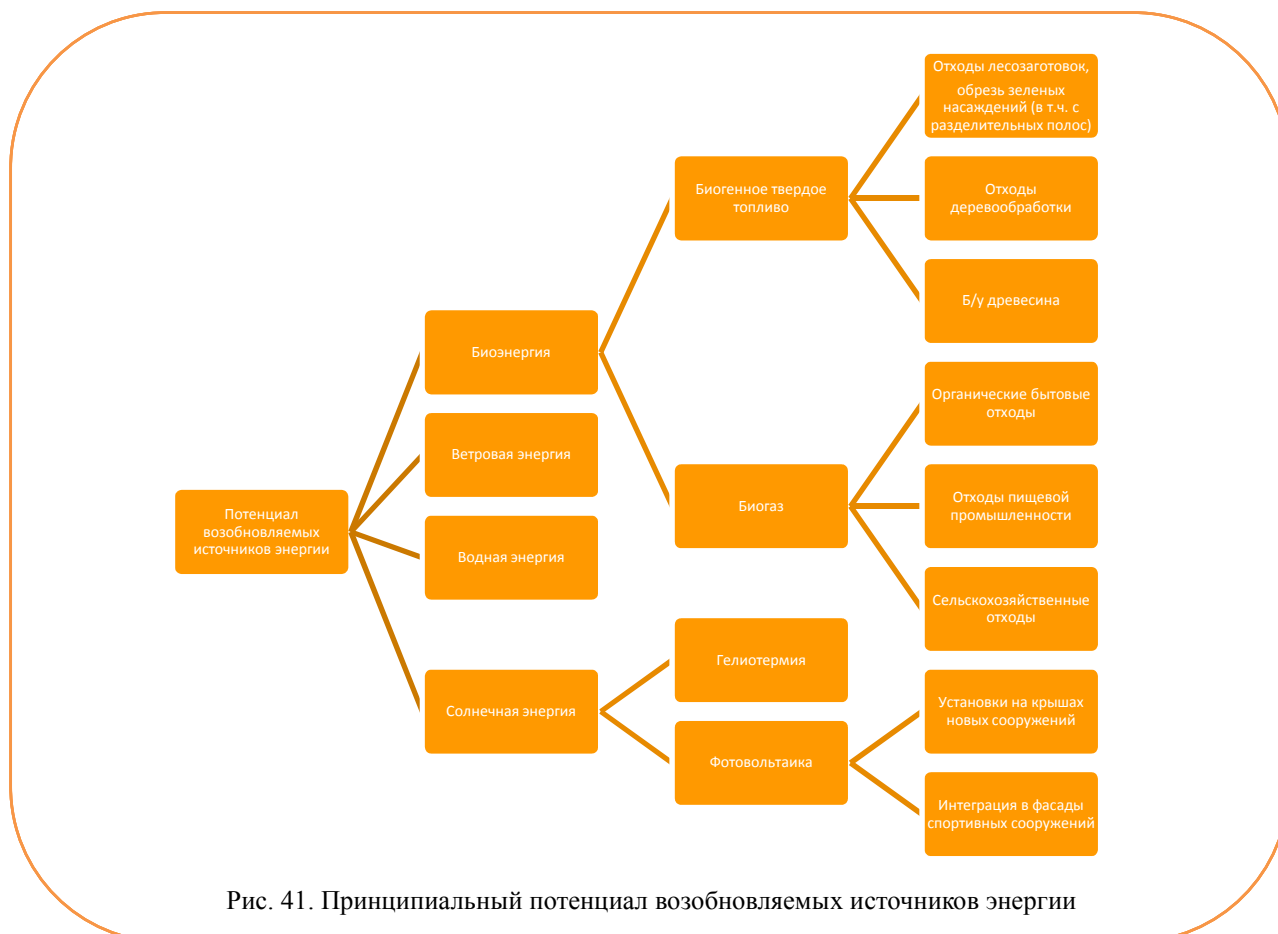 Отходы лесозаготовок,
обрезь зеленых
насаждений (в т.ч. с
разделительных полос)
Биогенное твердое
топливо
Отходы
деревообработки
Б/у древесина
Биоэнергия
Органические бытовые
отходы
Ветровая энергия
Биогаз
Отходы пищевой
промышленности
Потенциал
возобновляемых
источников энергии
Водная энергия
Сельскохозяйственные
отходы
Гелиотермия
Солнечная энергия
Установки на крышах
новых сооружений
Фотовольтаика
Интеграция в фасады
спортивных сооружений
Рис. 41. Принципиальный потенциал возобновляемых источников энергии